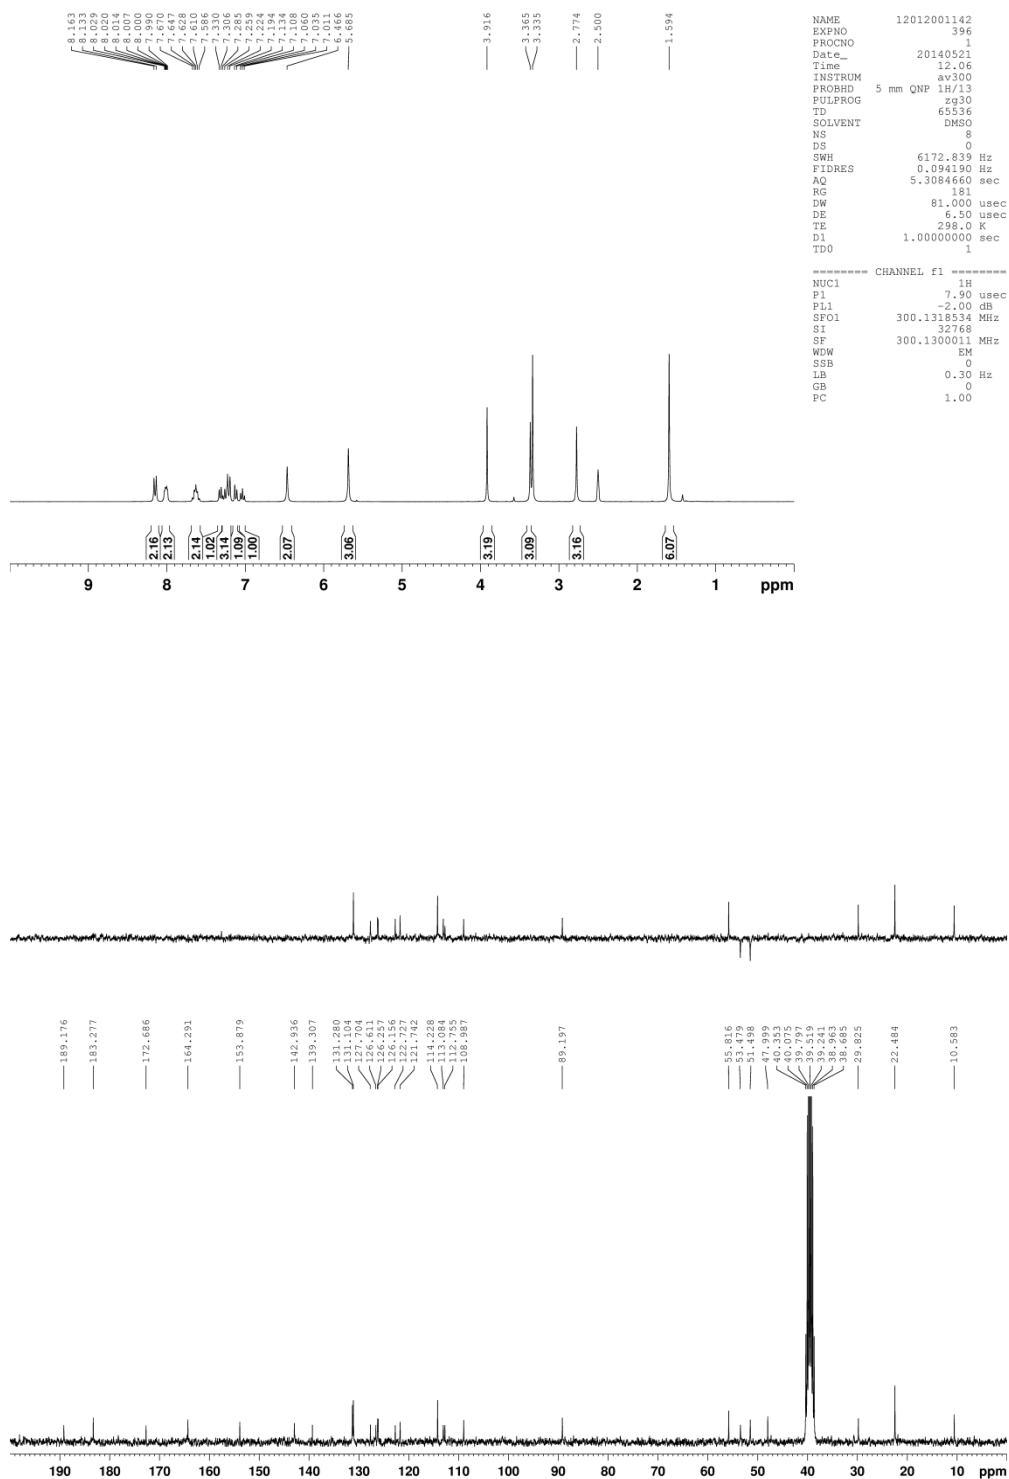 8.163
8.133
8.029
8.020
8.014
8.007
8.000
7.990
7.670
7.647
7.628
7.610
7.586
7.330
7.306
7.285
7.259
7.224
7.194
7.134
7.108
7.060
7.035
7.011
6.466
5.685
3.916
3.365
3.335
2.774
2.500
1.594
NAME 12012001142
EXPNO 396
PROCNO 1
Date_ 20140521
Time 12.06
INSTRUM av300
PROBHD 5 mm QNP 1H/13
PULPROG zg30
TD 65536
SOLVENT DMSO
NS 8
DS 0
SWH 6172.839 Hz
FIDRES 0.094190 Hz
AQ 5.3084660 sec
RG 181
DW 81.000 usec
DE 6.50 usec
TE 298.0 K
D1 1.00000000 sec
TD0 1
======== CHANNEL f1 ========
NUC1 1H
P1 7.90 usec
PL1 -2.00 dB
SFO1 300.1318534 MHz
SI 32768
SF 300.1300011 MHz
WDW EM
SSB 0
LB 0.30 Hz
GB 0
PC 1.00
2.16 2.13 2.14 1.02 3.14 1.09 1.00 2.07 3.06 3.19 3.09 3.16 6.07
9 8 7 6 5 4 3 2 1 ppm
189.176
183.277
172.686
164.291
153.879
142.936
139.307
131.280
131.104
127.704
126.611
126.257
126.156
122.727
121.742
114.228
113.084
112.755
108.987
89.197
55.816
53.479
51.498
47.999
40.353
40.075
39.797
39.519
39.241
38.963
38.685
29.825
22.484
10.583
190 180 170 160 150 140 130 120 110 100 90 80 70 60 50 40 30 20 10 ppm